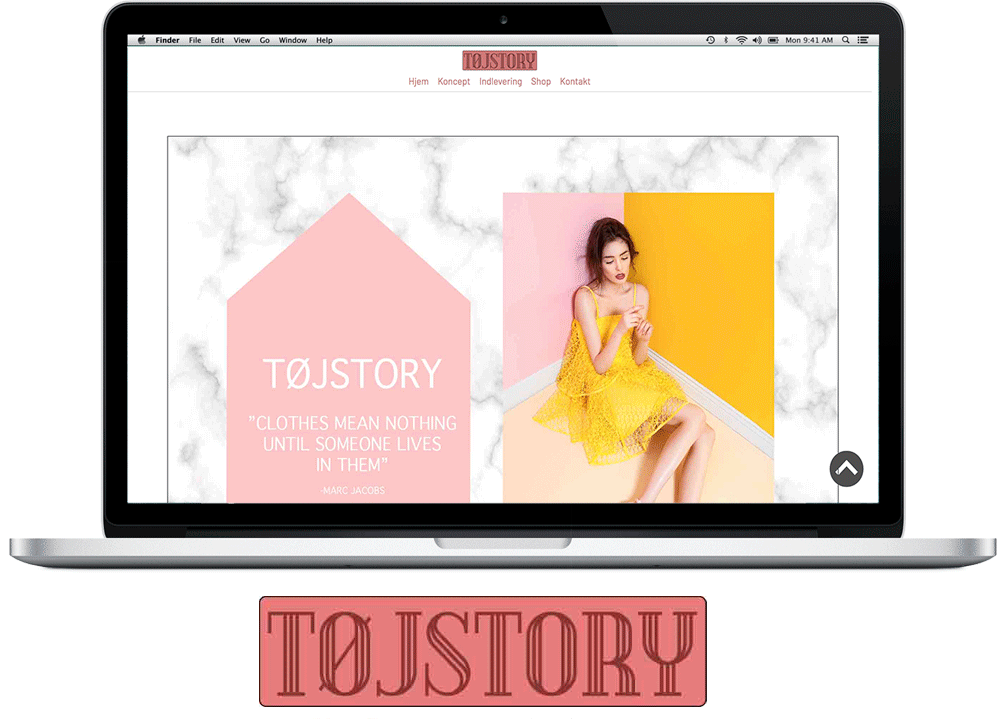 Finder File Edit View Go Window Help Mon 9:41 AM
TØJSTORY
Hjem Koncept Indlevering Shop Kontakt
TØJSTORY
"CLOTHES MEAN NOTHING
UNTIL SOMEONE LIVES
IN THEM"
-MARC JACOBS
TØJSTORY